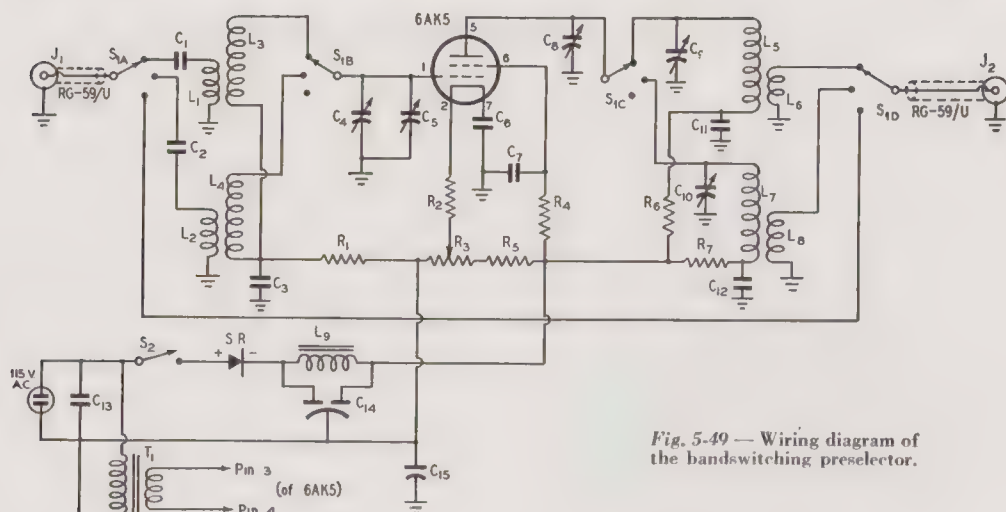 6AK5
J₁
S₁A
RG-59/U
C₁
L₁
L₃
S₁B
C₂
L₄
L₂
C₃
C₄
C₅
1
5
6
2
7
C₆
C₇
C₈
S₁C
C₉
L₅
L₆
S₁D
RG-59/U
J₂
C₁₁
C₁₀
L₇
L₈
R₆
R₇
C₁₂
R₁
R₂
R₃
R₄
R₅
S₂
S R
+ -
L₉
C₁₄
115 V.
A.C.
C₁₃
T₁
Pin 3
(of 6AK5)
Pin 4
C₁₅
Fig. 5-49 — Wiring diagram of
the bandswitching preselector.